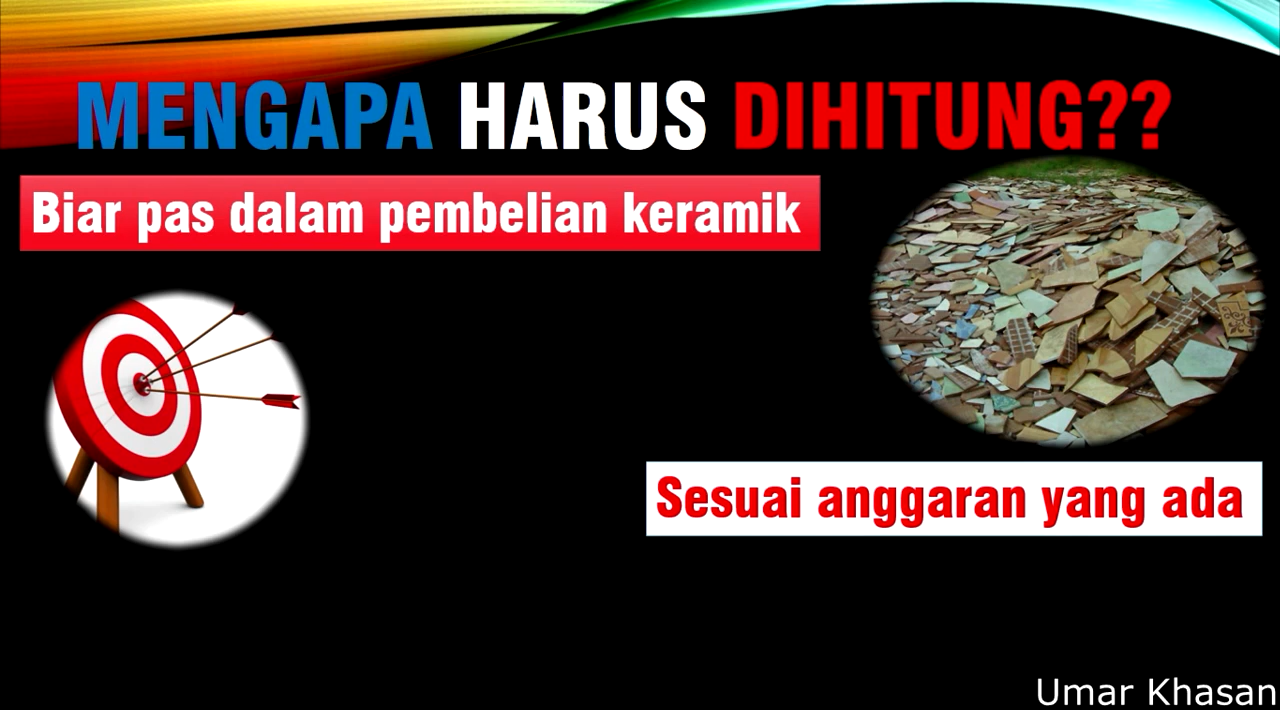 MENGAPA HARUS DIHITUNG??
Biar pas dalam pembelian keramik
Sesuai anggaran yang ada
Umar Khasan